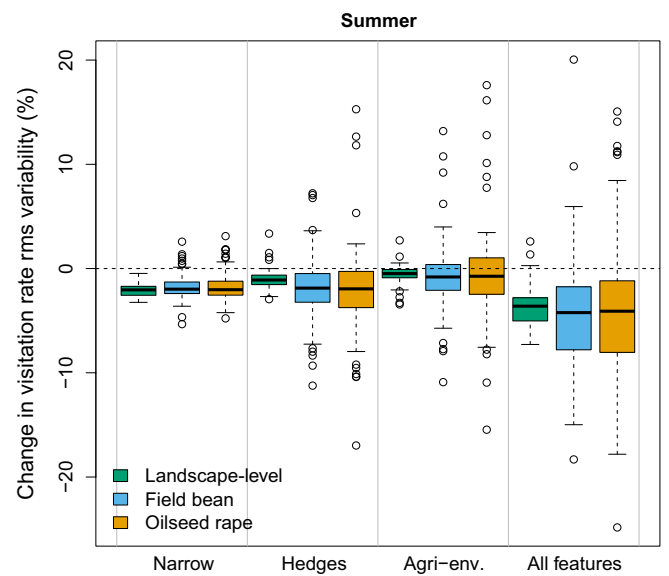 Summer
Change in visitation rate rms variability (%)
20
10
0
−10
−20
Landscape−level
Field bean
Oilseed rape
Narrow Hedges Agri−env. All features